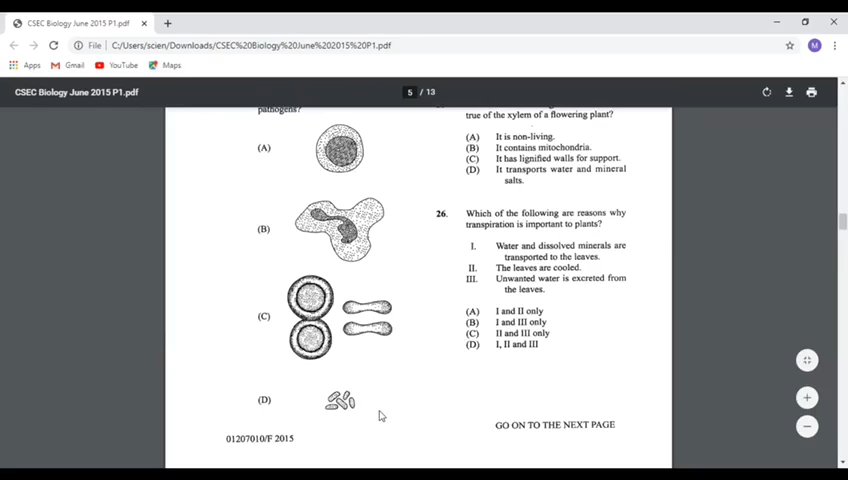 CSEC Biology June 2015 P1.pdf
File
C:/Users/scien/Downloads/CSEC%20Biology%20June%202015%20P1.pdf
M
Apps
Gmail
YouTube
Maps
CSEC Biology June 2015 P1.pdf
5 / 13
pathogens?
(A)
(B)
(C)
(D)
01207010/F 2015
true of the xylem of a flowering plant?
(A) It is non-living.
(B) It contains mitochondria.
(C) It has lignified walls for support.
(D) It transports water and mineral
salts.
26. Which of the following are reasons why
transpiration is important to plants?
I. Water and dissolved minerals are
transported to the leaves.
II. The leaves are cooled.
III. Unwanted water is excreted from
the leaves.
(A) I and II only
(B) I and III only
(C) II and III only
(D) I, II and III
GO ON TO THE NEXT PAGE